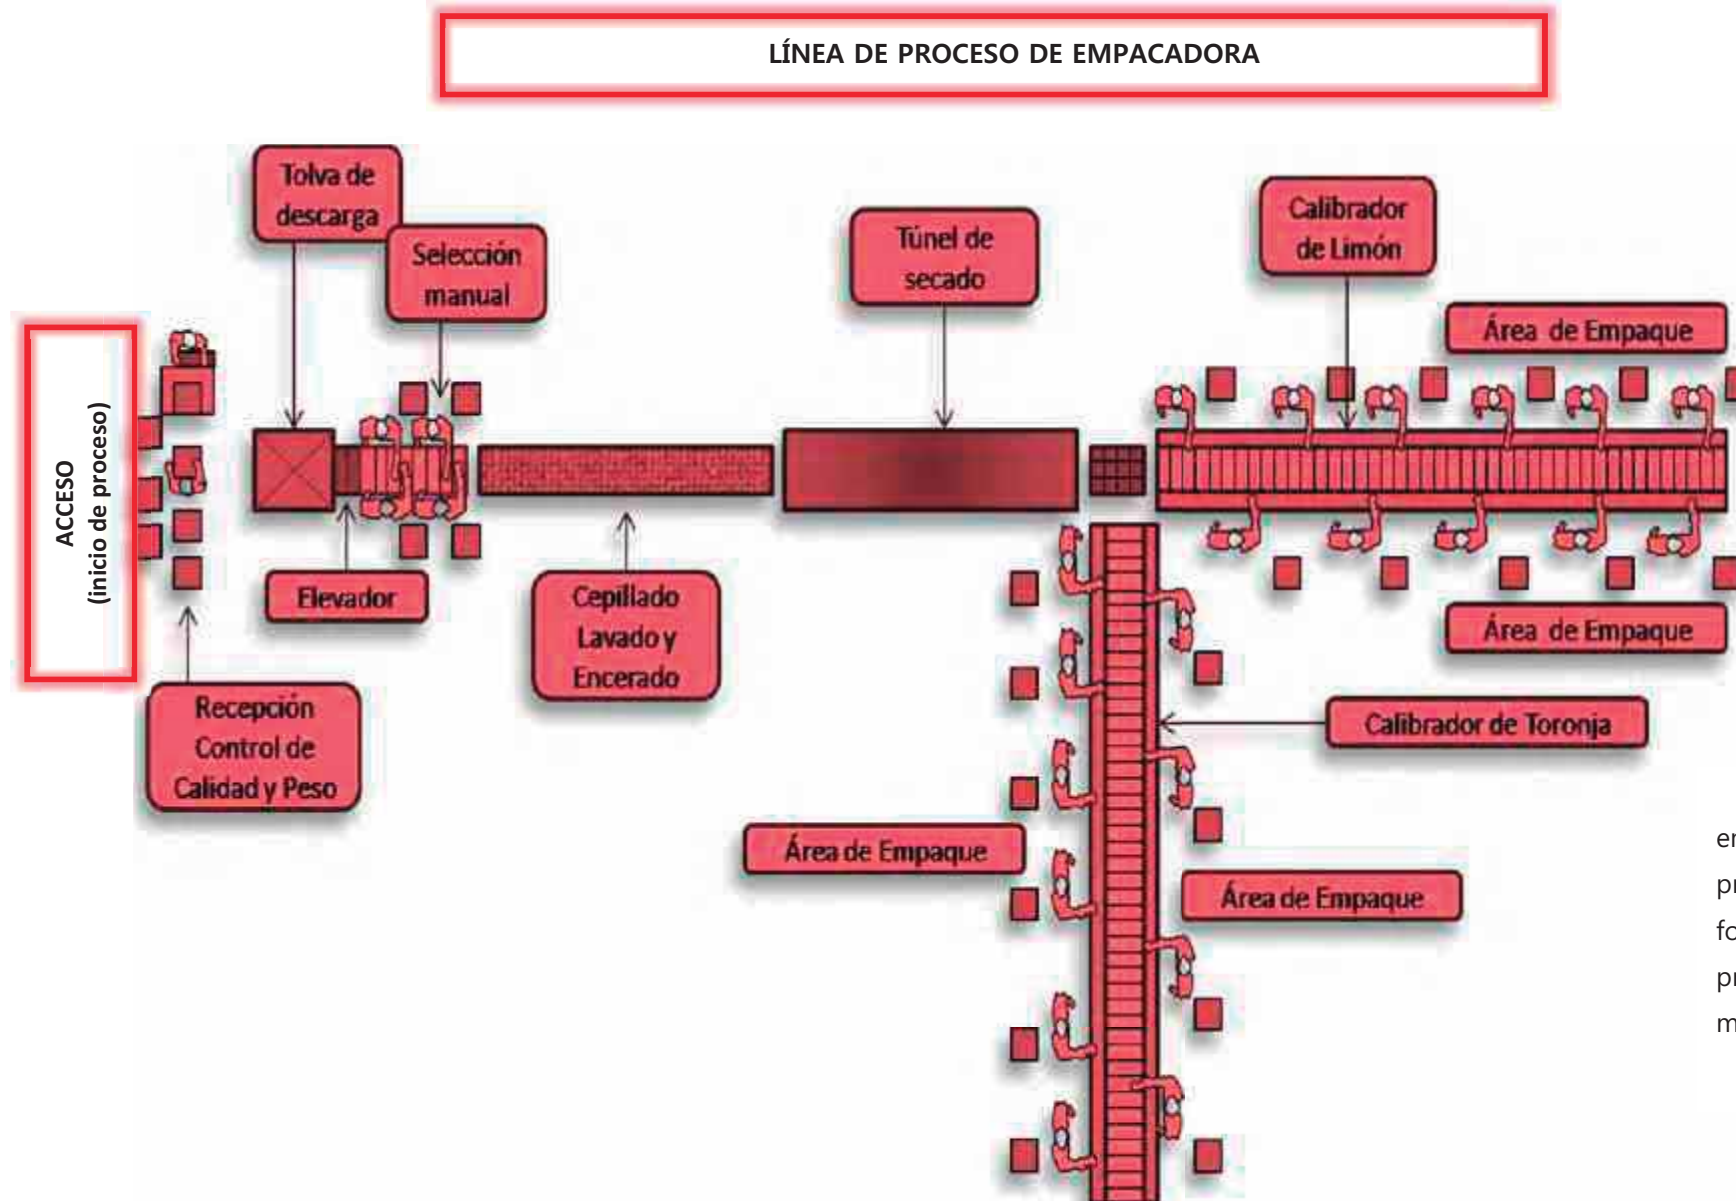 LÍNEA DE PROCESO DE EMPACADORA
Tolva de
descarga
Selección
manual
Túnel de
secado
Calibrador
de Limón
Área de Empaque
ACCESO
(inicio de proceso)
Elevador
Cepillado
Lavado y
Encerado
Área de Empaque
Recepción
Control de
Calidad y Peso
Calibrador de Toronja
Área de Empaque
Área de Empaque